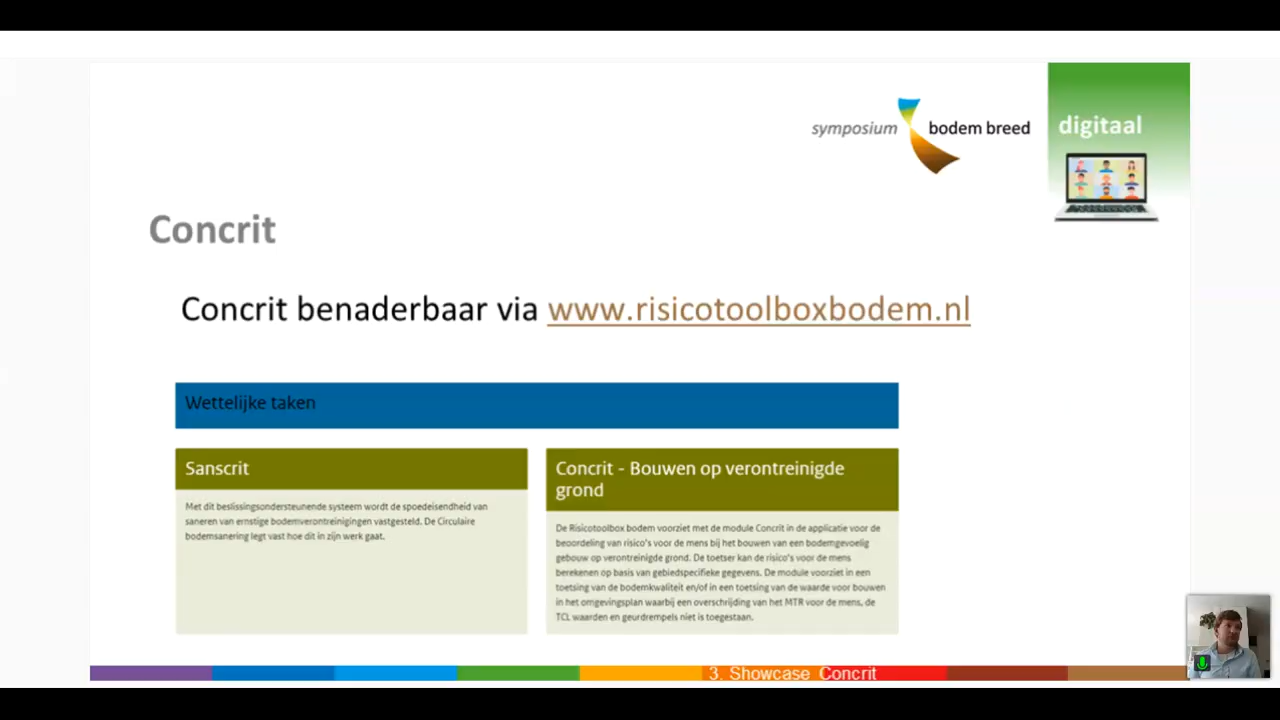 symposium bodem breed
digitaal
Concrit
Concrit benaderbaar via www.risicotoolboxbodem.nl
Wettelijke taken
Sanscrit
Met dit beslissingsondersteunende systeem wordt de spoedeisendheid van
saneren van ernstige bodemverontreinigingen vastgesteld. De Circulaire
bodemsanering legt vast hoe dit in zijn werk gaat.
Concrit - Bouwen op verontreinigde
grond
De Risicotoolbox bodem voorziet met de module Concrit in de applicatie voor de
beoordeling van risico's voor de mens bij het bouwen van een bodemgevoelig
gebouw op verontreinigde grond. De toetser kan de risico's voor de mens
berekenen op basis van gebiedspecifieke gegevens. De module voorziet in een
toetsing van de bodemkwaliteit en/of in een toetsing van de waarde voor bouwen
in het omgevingsplan waarbij een overschrijding van het MTR voor de mens, de
TCL waarden en geurdrempels niet is toegestaan.
3. Showcase Concrit